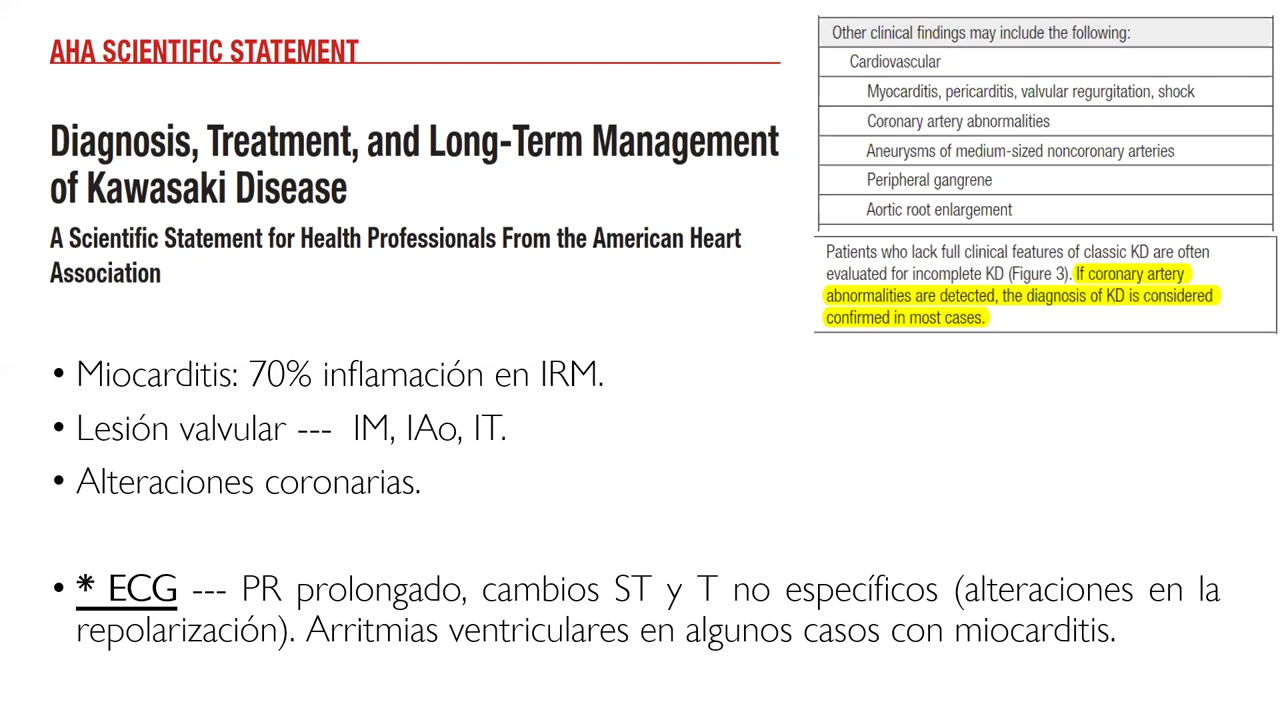 AHA SCIENTIFIC STATEMENT
Diagnosis, Treatment, and Long-Term Management
of Kawasaki Disease
A Scientific Statement for Health Professionals From the American Heart
Association
Other clinical findings may include the following:
Cardiovascular
Myocarditis, pericarditis, valvular regurgitation, shock
Coronary artery abnormalities
Aneurysms of medium-sized noncoronary arteries
Peripheral gangrene
Aortic root enlargement
Patients who lack full clinical features of classic KD are often
evaluated for incomplete KD (Figure 3). If coronary artery
abnormalities are detected, the diagnosis of KD is considered
confirmed in most cases.
• Miocarditis: 70% inflamación en IRM.
• Lesión valvular --- IM, IAo, IT.
• Alteraciones coronarias.
• * ECG --- PR prolongado, cambios ST y T no específicos (alteraciones en la
repolarización). Arritmias ventriculares en algunos casos con miocarditis.